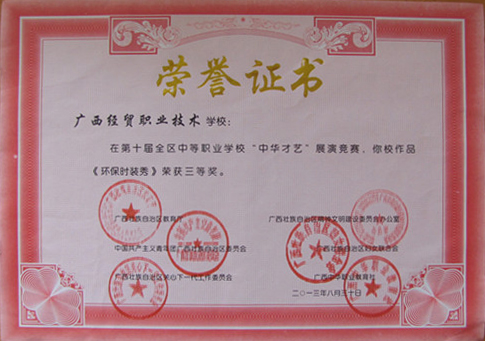 荣誉证书
广西经贸职业技术 学校：
在第十届全区中等职业学校“中华才艺”展演竞赛，你校作品
《环保时装秀》荣获三等奖。
广西壮族自治区教育厅 广西壮族自治区精神文明建设委员会办公室
中国共产主义青年团广西壮族自治区委员会 广西壮族自治区妇女联合会
广西壮族自治区关心下一代工作委员会 广西中华职业教育社
二〇一三年八月三十日